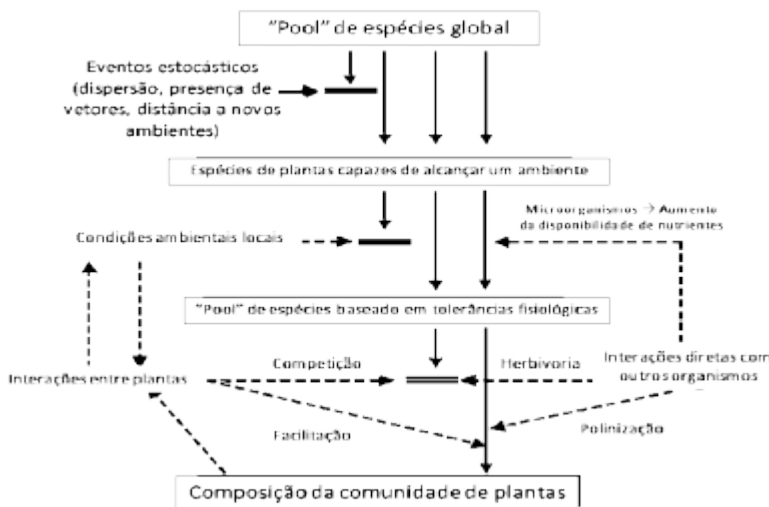 “Pool” de espécies global
Eventos estocásticos
(dispersão, presença de
vetores, distância a novos
ambientes)
Espécies de plantas capazes de alcançar um ambiente
Microorganismos → Aumento
da disponibilidade de nutrientes
Condições ambientais locais
“Pool” de espécies baseado em tolerâncias fisiológicas
Competição
Herbivoria
Interações diretas com
outros organismos
Interações entre plantas
Facilitação
Polinização
Composição da comunidade de plantas